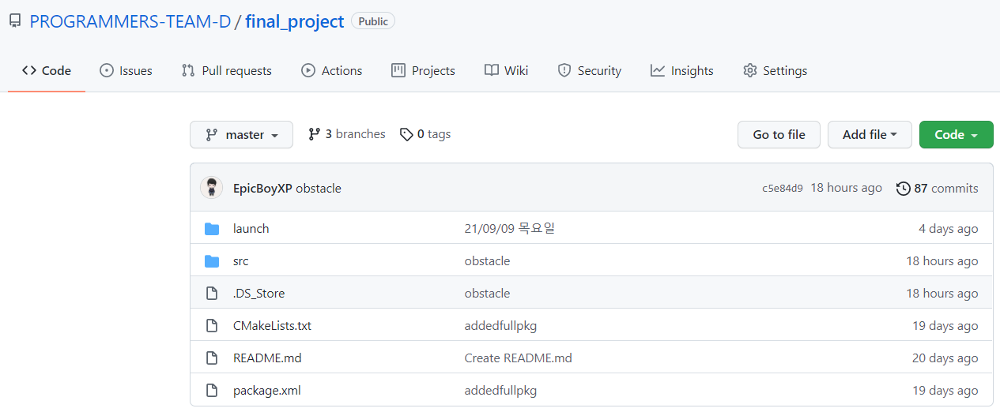 PROGRAMMERS-TEAM-D / final_project Public
Code Issues Pull requests Actions Projects Wiki Security Insights Settings
master 3 branches 0 tags Go to file Add file Code
EpicBoyXP obstacle c5e84d9 18 hours ago 87 commits
launch 21/09/09 목요일 4 days ago
src obstacle 18 hours ago
.DS_Store obstacle 18 hours ago
CMakeLists.txt addedfullpkg 19 days ago
README.md Create README.md 20 days ago
package.xml addedfullpkg 19 days ago